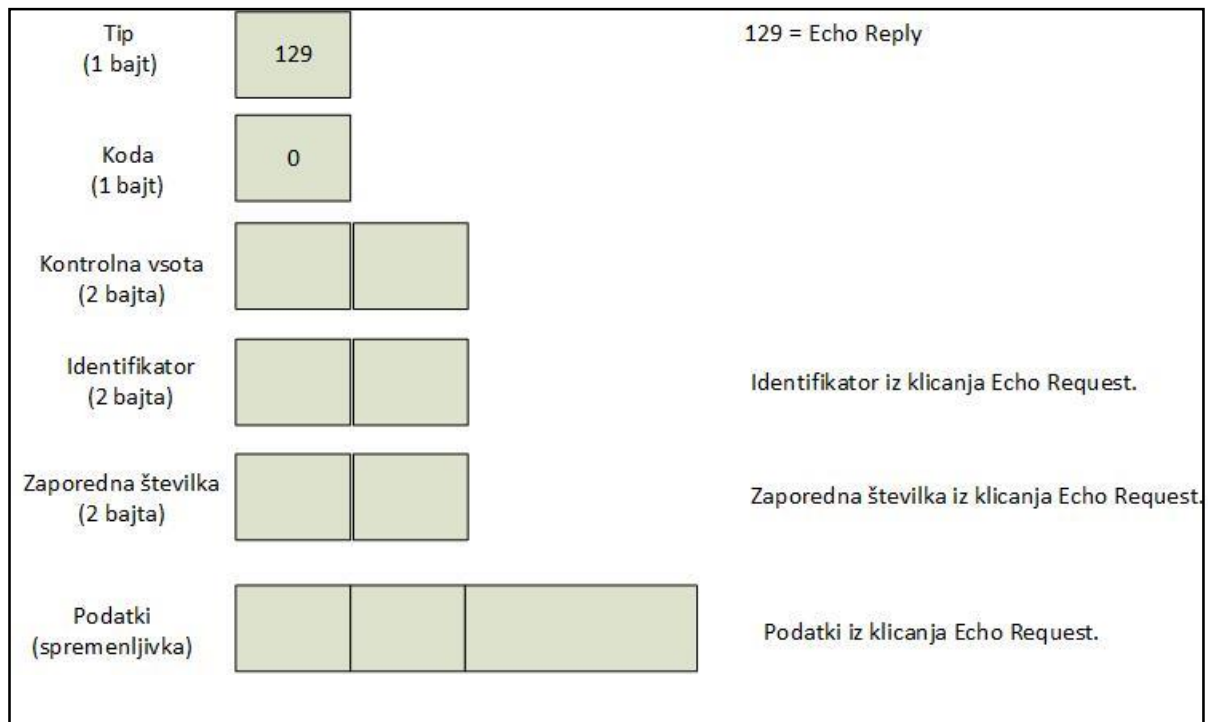 Tip
(1 bajt)
129
129 = Echo Reply
Koda
(1 bajt)
0
Kontrolna vsota
(2 bajta)
Identifikator
(2 bajta)
Identifikator iz klicanja Echo Request.
Zaporedna številka
(2 bajta)
Zaporedna številka iz klicanja Echo Request.
Podatki
(spremenljivka)
Podatki iz klicanja Echo Request.